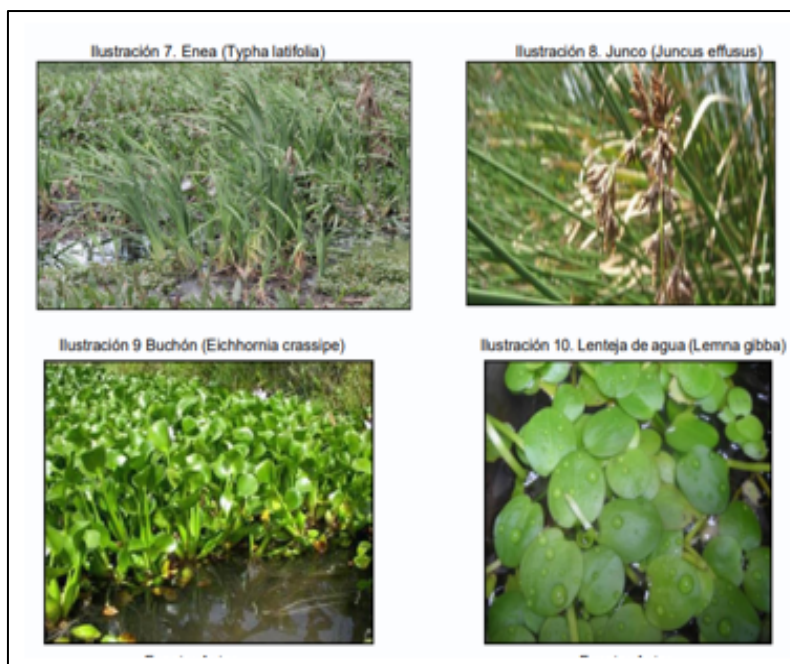 Ilustración 7. Enea (Typha latifolia)
Ilustración 8. Junco (Juncus effusus)
Ilustración 9 Buchón (Eichhornia crassipe)
Ilustración 10. Lenteja de agua (Lemna gibba)